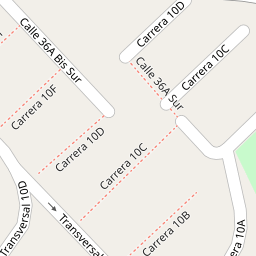 Carrera 10D
Calle 36A Bis Sur
Carrera 10C
Calle 36A Sur
Carrera 10F
Carrera 10D
Carrera 10C
Transversal 10D
→ Transversal
Carrera 10B
Carrera 10A